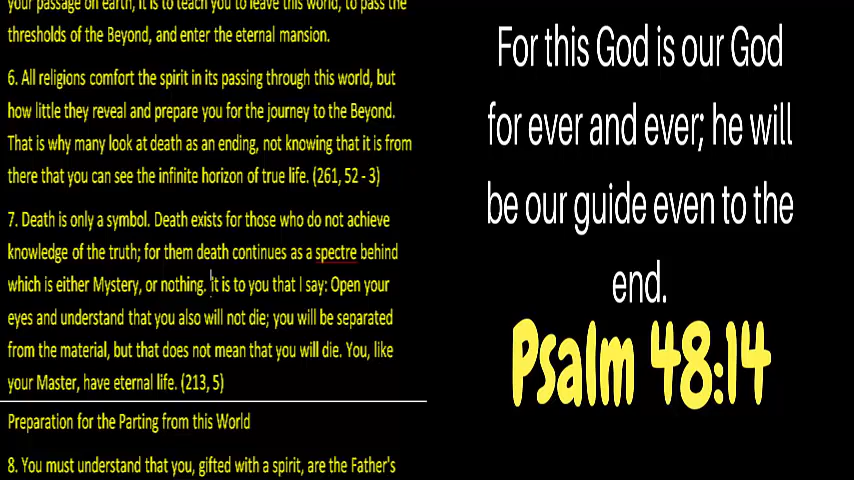 your passage on earth, it is to teach you to leave this world, to pass the
thresholds of the Beyond, and enter the eternal mansion.
6. All religions comfort the spirit in its passing through this world, but
how little they reveal and prepare you for the journey to the Beyond.
That is why many look at death as an ending, not knowing that it is from
there that you can see the infinite horizon of true life. (261, 52 - 3)
7. Death is only a symbol. Death exists for those who do not achieve
knowledge of the truth; for them death continues as a spectre behind
which is either Mystery, or nothing. It is to you that I say: Open your
eyes and understand that you also will not die; you will be separated
from the material, but that does not mean that you will die. You, like
your Master, have eternal life. (213, 5)
Preparation for the Parting from this World
8. You must understand that you, gifted with a spirit, are the Father's
For this God is our God
for ever and ever; he will
be our guide even to the
end.
Psalm 48:14